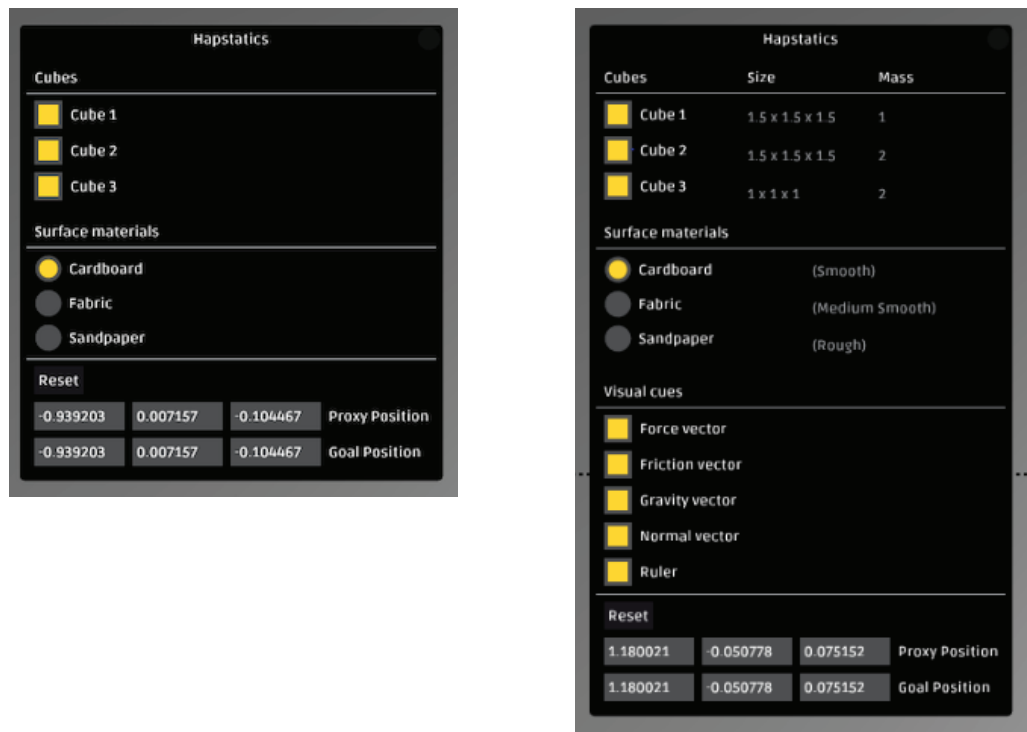 Hapstatics
Cubes
Cube 1
Cube 2
Cube 3
Surface materials
Cardboard
Fabric
Sandpaper
Reset
-0.939203 0.007157 -0.104467 Proxy Position
-0.939203 0.007157 -0.104467 Goal Position
Hapstatics
Cubes Size Mass
Cube 1 1.5 x 1.5 x 1.5 1
Cube 2 1.5 x 1.5 x 1.5 2
Cube 3 1 x 1 x 1 2
Surface materials
Cardboard (Smooth)
Fabric (Medium Smooth)
Sandpaper (Rough)
Visual cues
Force vector
Friction vector
Gravity vector
Normal vector
Ruler
Reset
1.180021 -0.050778 0.075152 Proxy Position
1.180021 -0.050778 0.075152 Goal Position